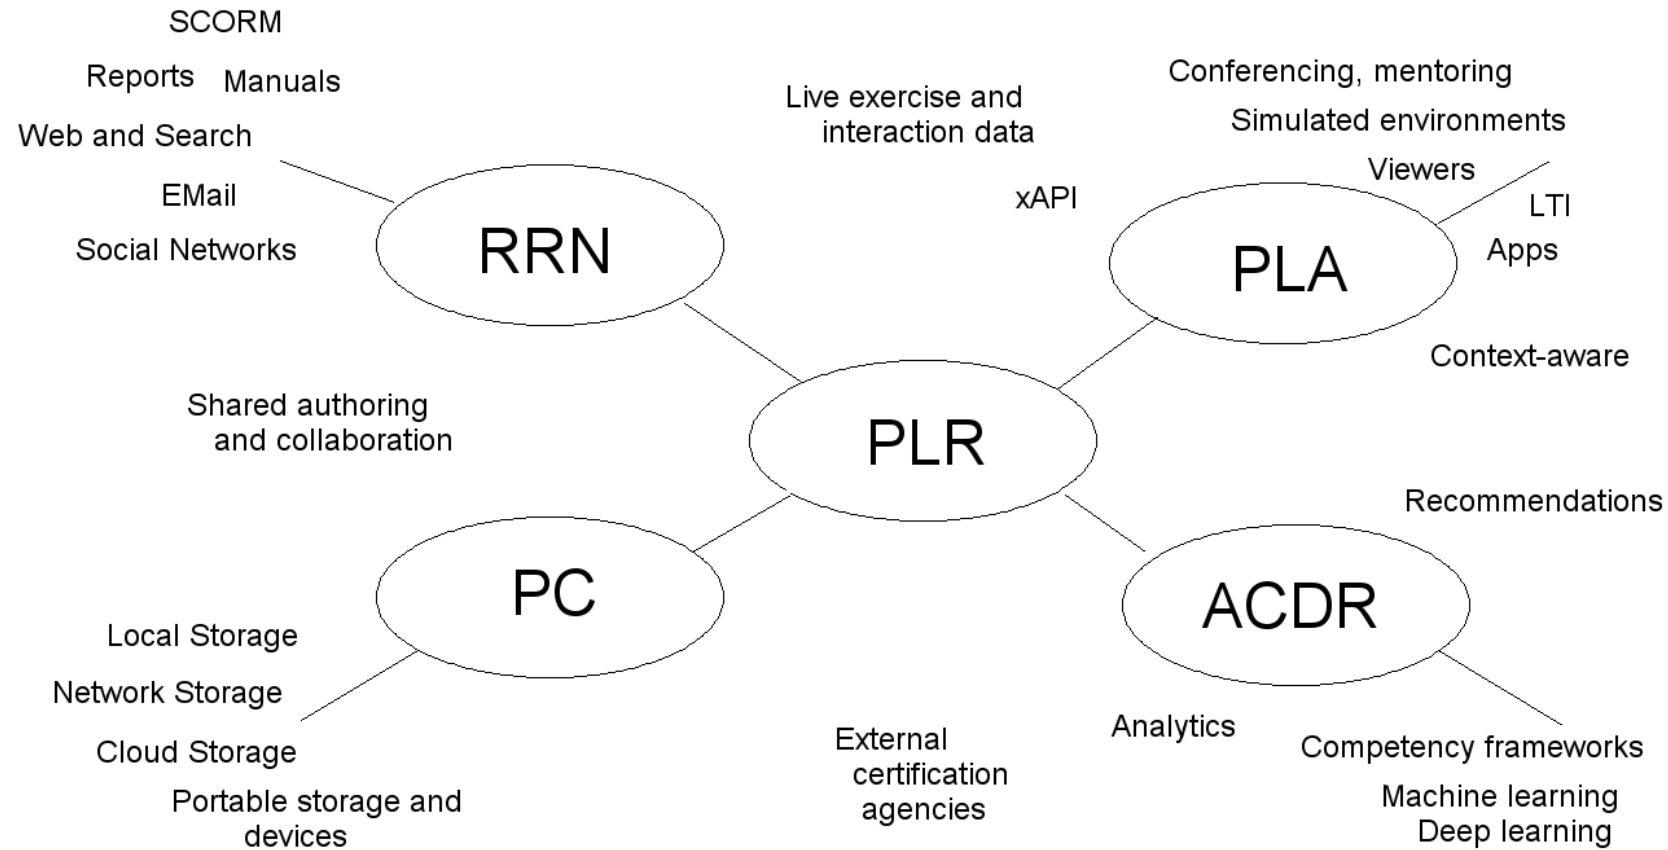 SCORM
Reports
Manuals
Web and Search
EMail
Social Networks
RRN
Live exercise and
interaction data
xAPI
Conferencing, mentoring
Simulated environments
Viewers
LTI
Apps
PLA
Context-aware
Shared authoring
and collaboration
PLR
PC
Local Storage
Network Storage
Cloud Storage
Portable storage and
devices
Recommendations
ACDR
External
certification
agencies
Analytics
Competency frameworks
Machine learning
Deep learning